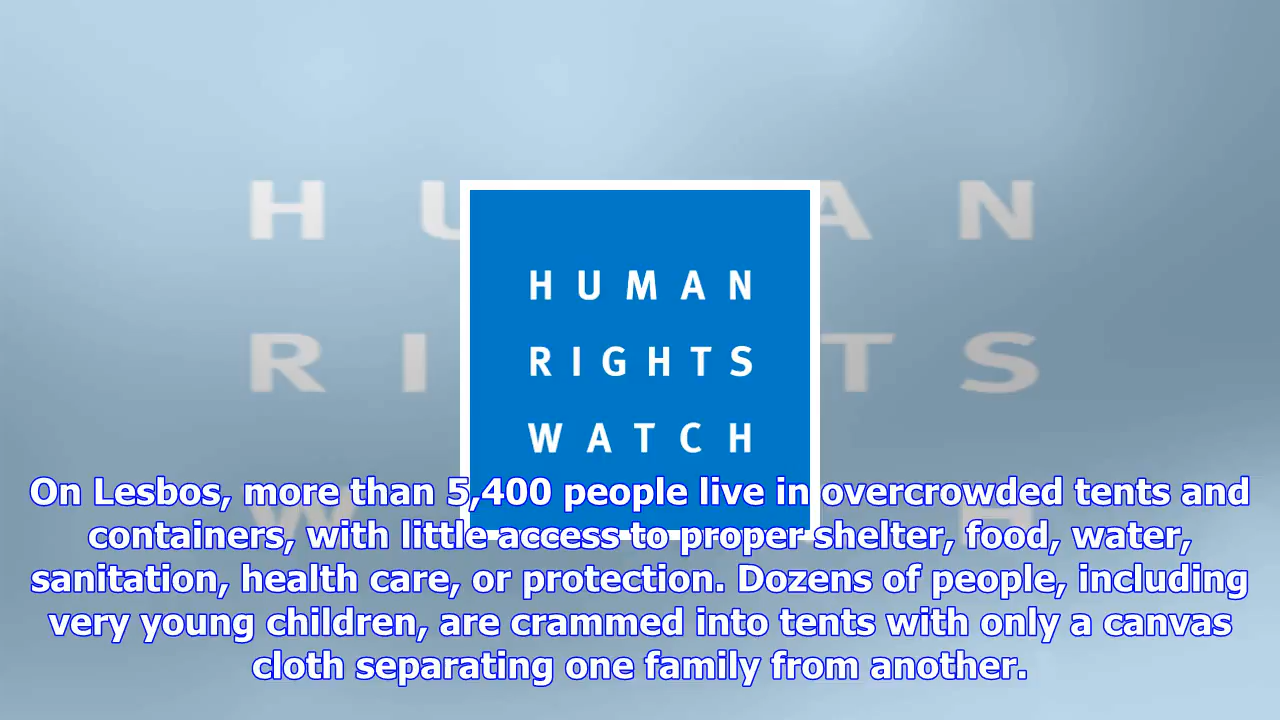 HUMAN
RIGHTS
WATCH
On Lesbos, more than 5,400 people live in overcrowded tents and
containers, with little access to proper shelter, food, water,
sanitation, health care, or protection. Dozens of people, including
very young children, are crammed into tents with only a canvas
cloth separating one family from another.